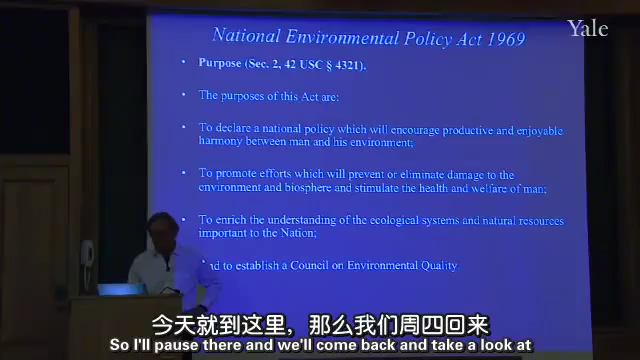 National Environmental Policy Act 1969
Yale
• Purpose (Sec. 2, 42 USC § 4321).
• The purposes of this Act are:
• To declare a national policy which will encourage productive and enjoyable
harmony between man and his environment;
• To promote efforts which will prevent or eliminate damage to the
environment and biosphere and stimulate the health and welfare of man;
• To enrich the understanding of the ecological systems and natural resources
important to the Nation;
• And to establish a Council on Environmental Quality.
今天就到这里，那么我们周四回来
So I'll pause there and we'll come back and take a look at